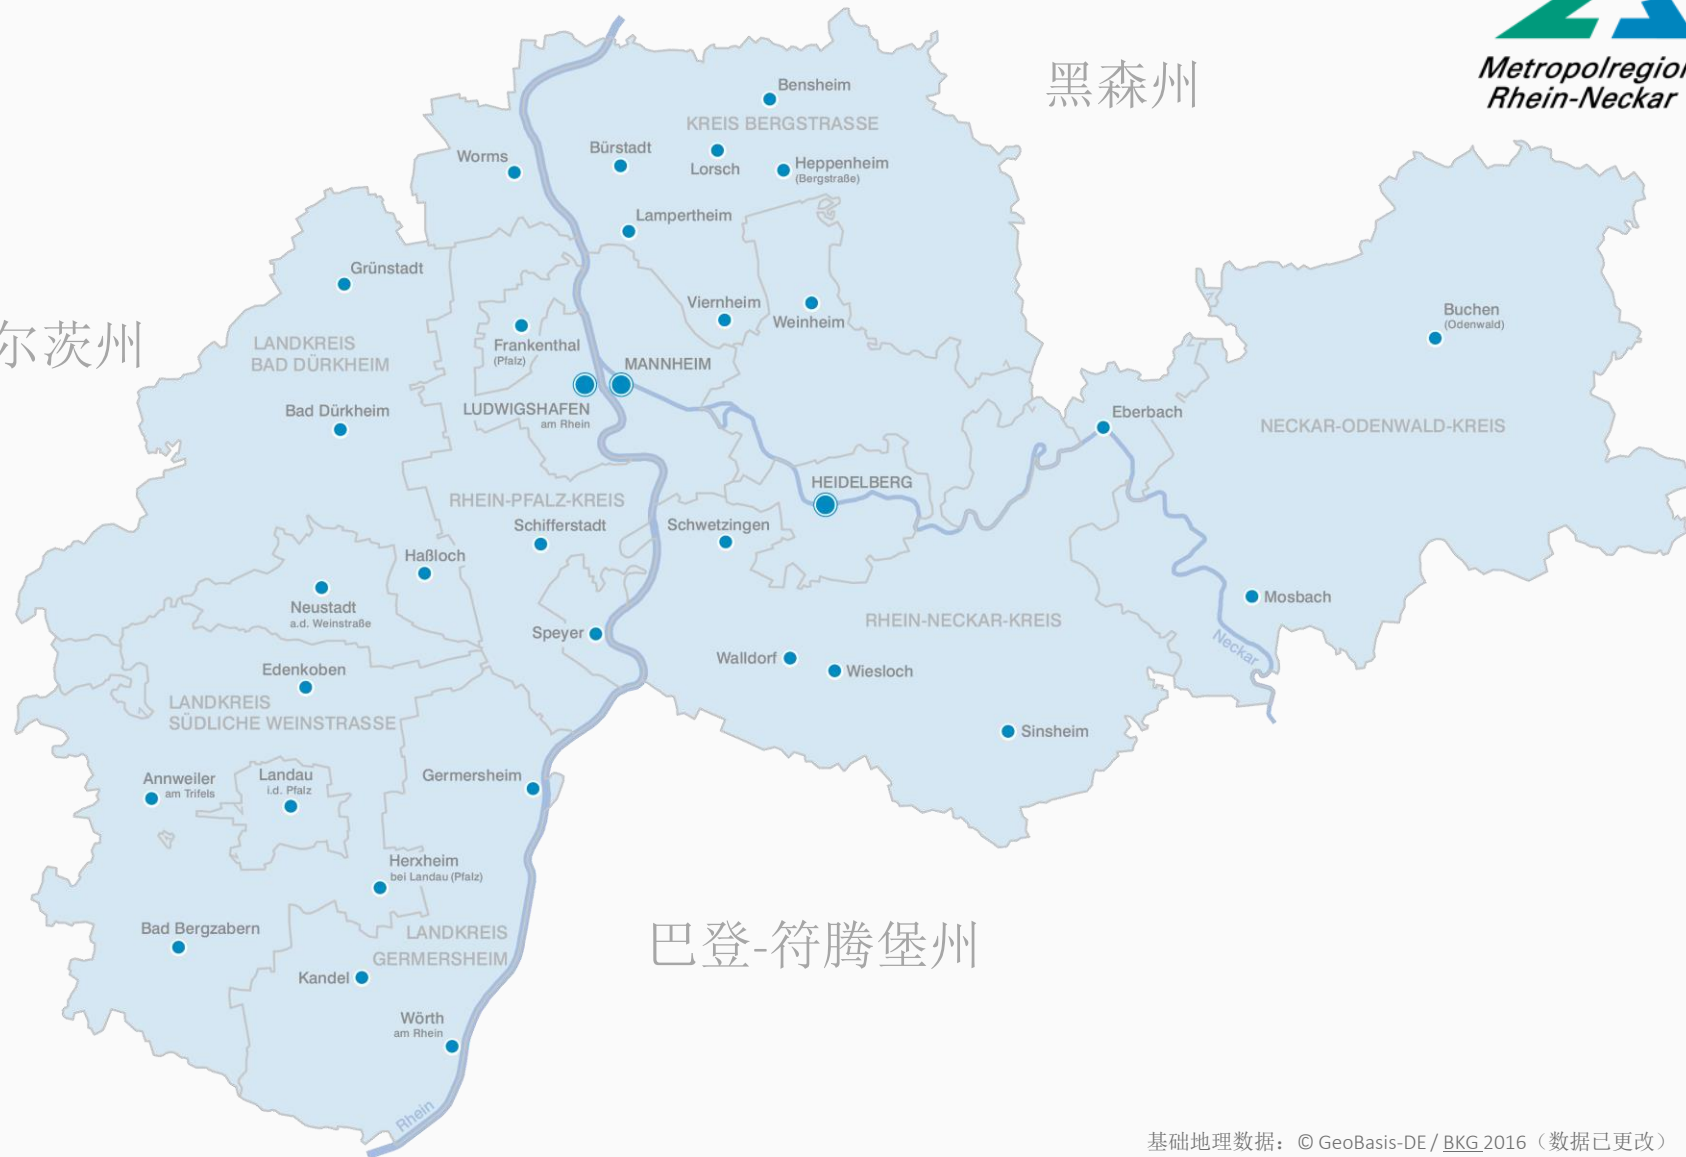 Metropolregion
Rhein-Neckar
黑森州
Bensheim
KREIS BERGSTRASSE
Bürstadt
Worms
Lorsch
Heppenheim
(Bergstraße)
Lampertheim
Grünstadt
Viernheim
Weinheim
Buchen
(Odenwald)
尔茨州
LANDKREIS
BAD DÜRKHEIM
Frankenthal
(Pfalz)
MANNHEIM
Bad Dürkheim
LUDWIGSHAFEN
am Rhein
Eberbach
NECKAR-ODENWALD-KREIS
HEIDELBERG
RHEIN-PFALZ-KREIS
Schifferstadt
Schwetzingen
Haßloch
Neustadt
a.d. Weinstraße
Mosbach
RHEIN-NECKAR-KREIS
Speyer
Neckar
Walldorf
Wiesloch
Edenkoben
LANDKREIS
SÜDLICHE WEINSTRASSE
Sinsheim
Annweiler
am Trifels
Landau
i.d. Pfalz
Germersheim
Herxheim
bei Landau (Pfalz)
Bad Bergzabern
LANDKREIS
GERMERSHEIM
巴登-符腾堡州
Kandel
Wörth
am Rhein
Rhein
基础地理数据：© GeoBasis-DE / BKG 2016（数据已更改）